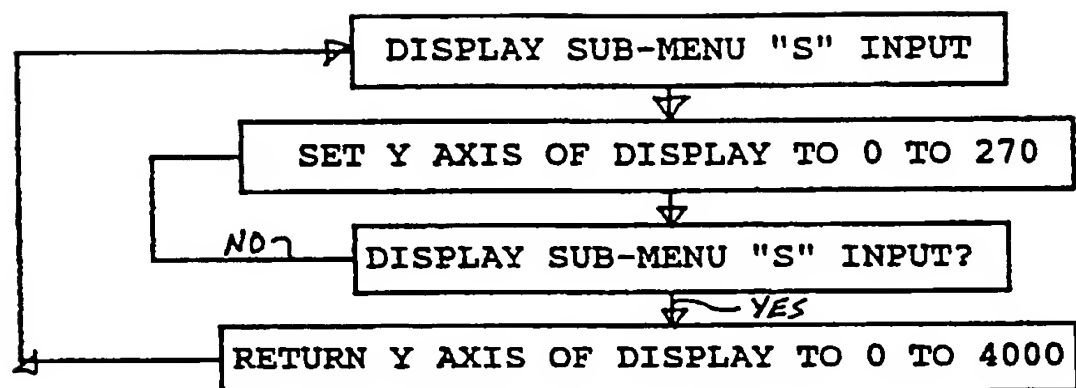 DISPLAY SUB-MENU "S" INPUT
SET Y AXIS OF DISPLAY TO 0 TO 270
NO
DISPLAY SUB-MENU "S" INPUT?
YES
RETURN Y AXIS OF DISPLAY TO 0 TO 4000